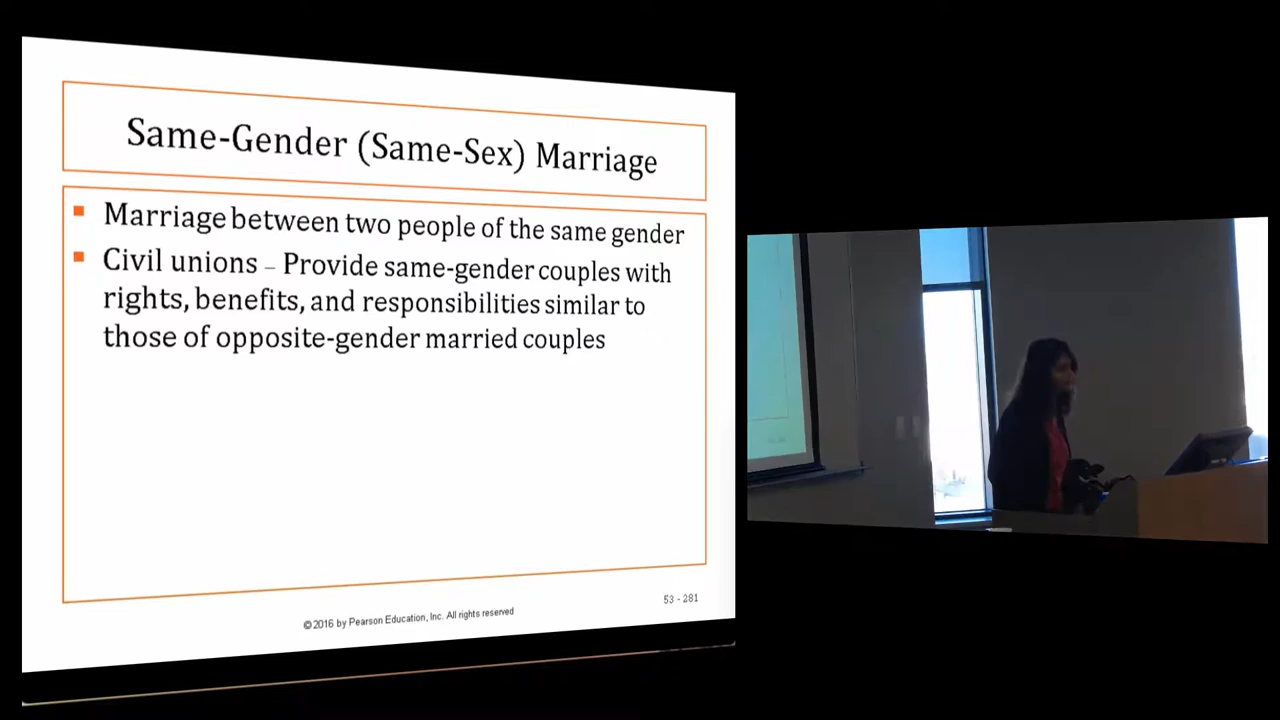 Same-Gender (Same-Sex) Marriage
▪ Marriage between two people of the same gender
▪ Civil unions – Provide same-gender couples with
rights, benefits, and responsibilities similar to
those of opposite-gender married couples
53 - 281
©2016 by Pearson Education, Inc. All rights reserved